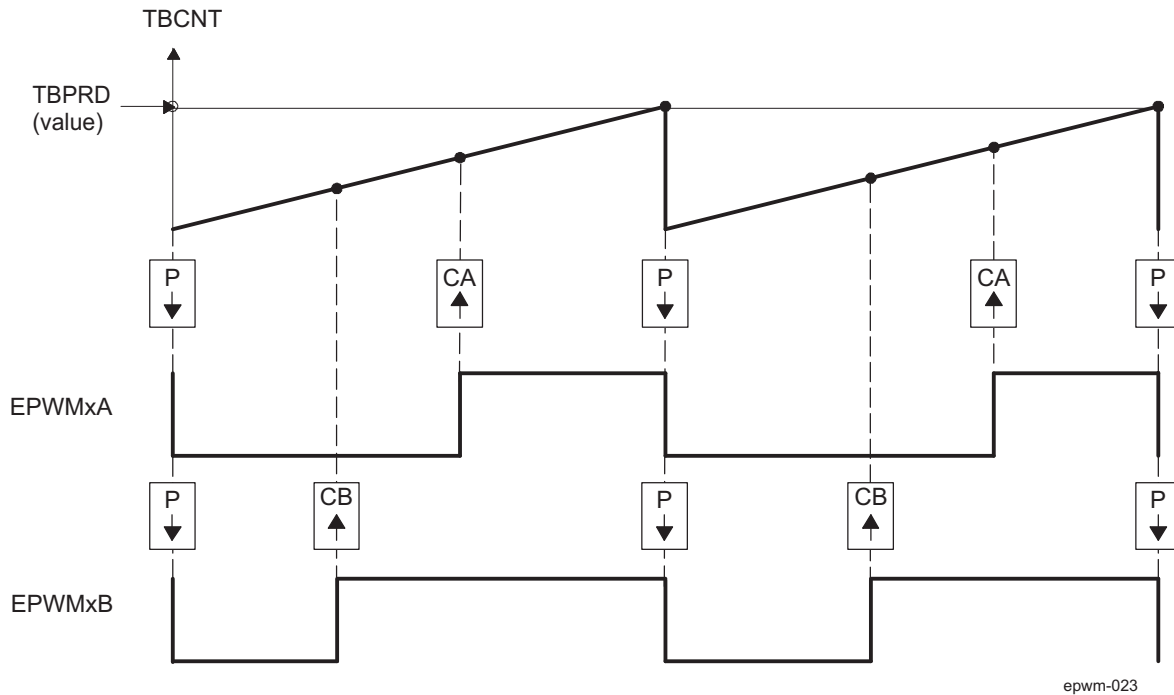 TBCNT
TBPRD
(value)
P
CA
P
CA
P
EPWMxA
P
CB
P
CB
P
EPWMxB
epwm-023